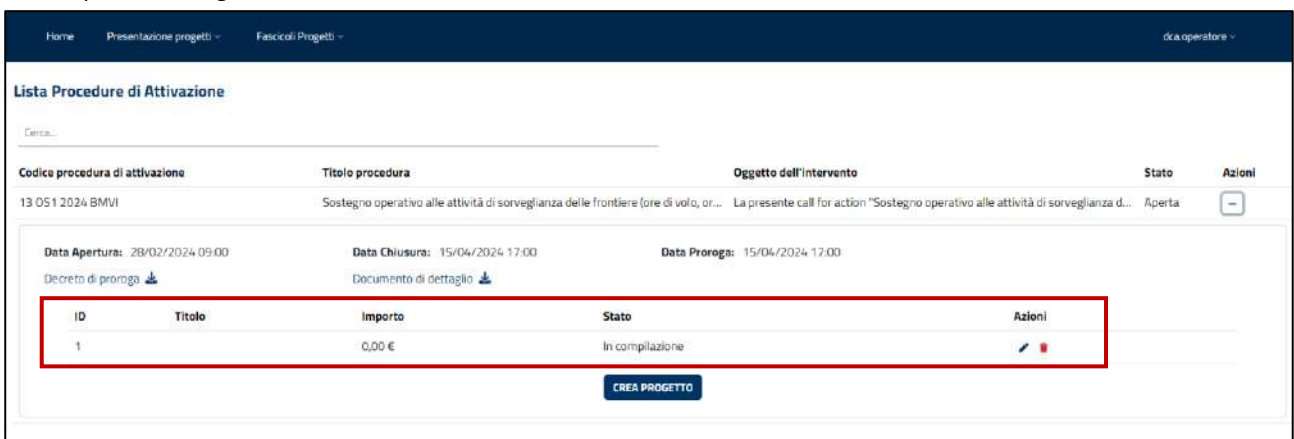 Home Presentazione progetti Fascicoli Progetti dca.operatore
Lista Procedure di Attivazione
Cerca...
Codice procedura di attivazione Titolo procedura Oggetto dell'intervento Stato Azioni
13 051 2024 BMVI Sostegno operativo alle attività di sorveglianza delle frontiere (ore di volo, or... La presente call for action "Sostegno operativo alle attività di sorveglianza d... Aperta
Data Apertura: 28/02/2024 09:00 Data Chiusura: 15/04/2024 17:00 Data Proroga: 15/04/2024 17:00
Decreto di proroga Documento di dettaglio
ID Titolo Importo Stato Azioni
1 0,00 € In compilazione
CREA PROGETTO